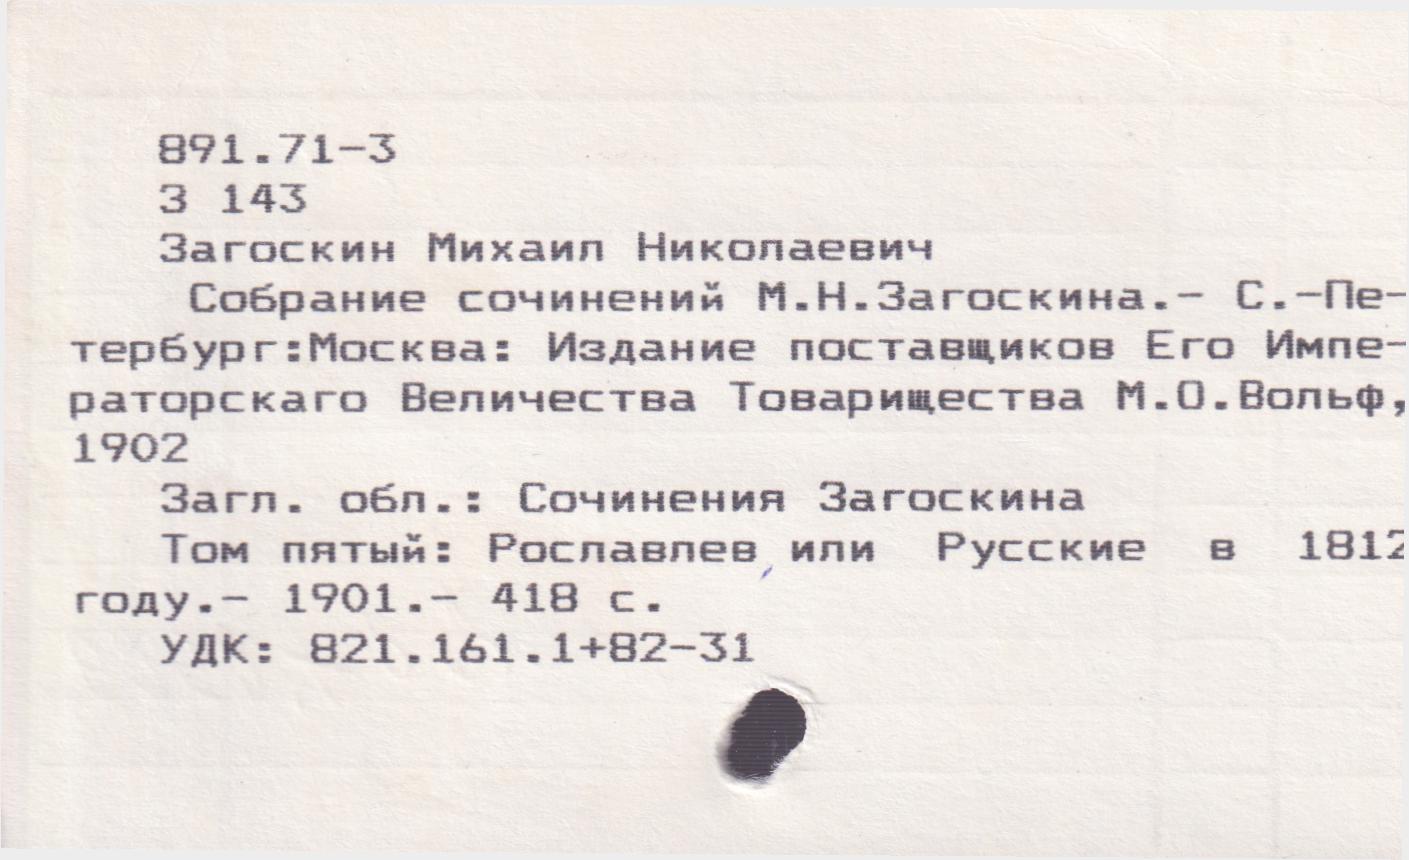 891.71-3
З 143
Загоскин Михаил Николаевич
Собрание сочинений М.Н.Загоскина.- С.-Пе-
тербург:Москва: Издание поставщиков Его Импе-
раторскаго Величества Товарищества М.О.Вольф,
1902
Загл. обл.: Сочинения Загоскина
Том пятый: Рославлев или Русские в 1812
году.- 1901.- 418 с.
УДК: 821.161.1+82-31